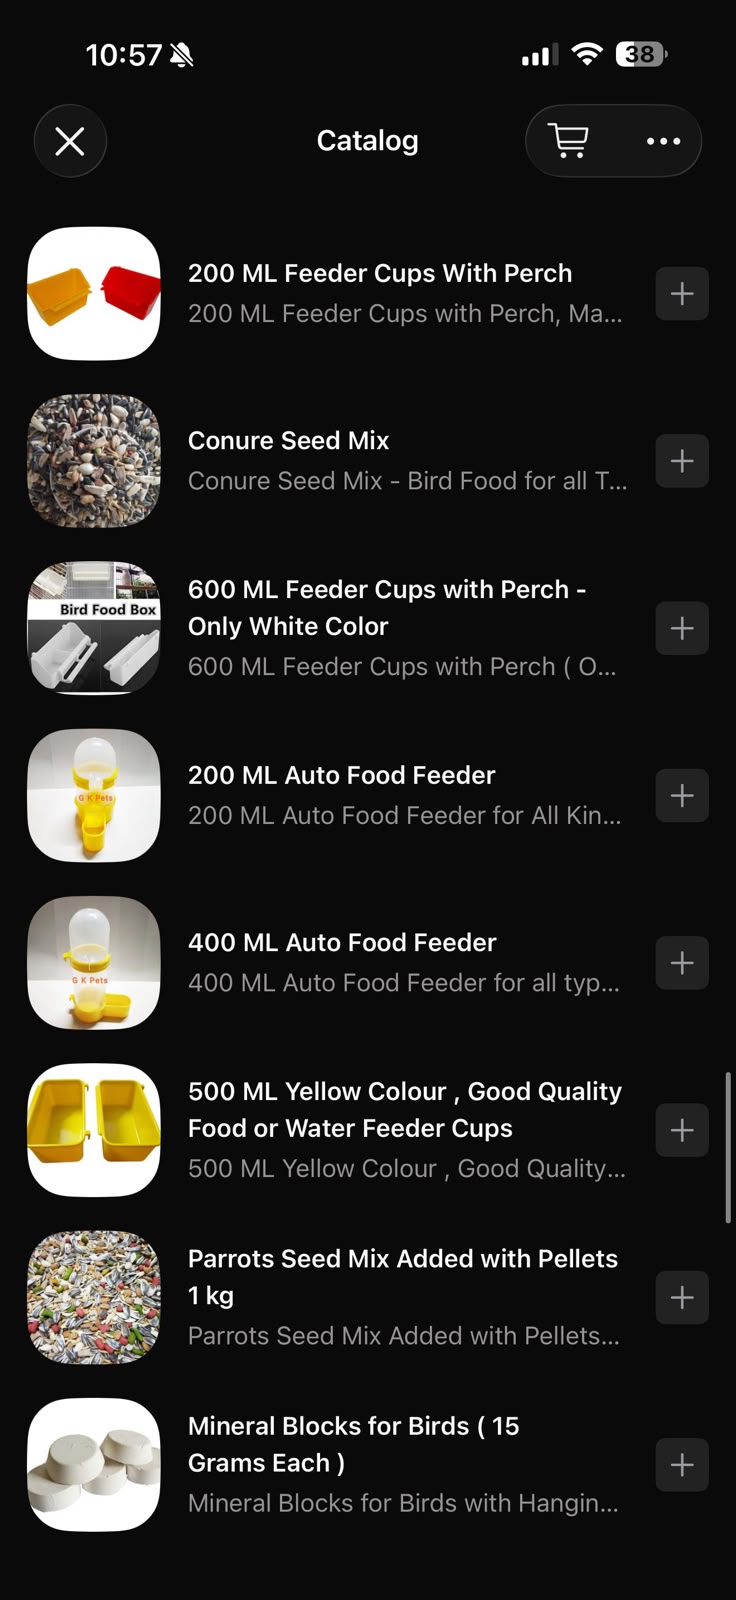 10:57
38
Catalog
200 ML Feeder Cups With Perch
200 ML Feeder Cups with Perch, Ma...
Conure Seed Mix
Conure Seed Mix - Bird Food for all T...
Bird Food Box
600 ML Feeder Cups with Perch -
Only White Color
600 ML Feeder Cups with Perch ( O...
G K Pets
200 ML Auto Food Feeder
200 ML Auto Food Feeder for All Kin...
G K Pets
400 ML Auto Food Feeder
400 ML Auto Food Feeder for all typ...
500 ML Yellow Colour , Good Quality
Food or Water Feeder Cups
500 ML Yellow Colour , Good Quality...
Parrots Seed Mix Added with Pellets
1 kg
Parrots Seed Mix Added with Pellets...
Mineral Blocks for Birds ( 15
Grams Each )
Mineral Blocks for Birds with Hangin...